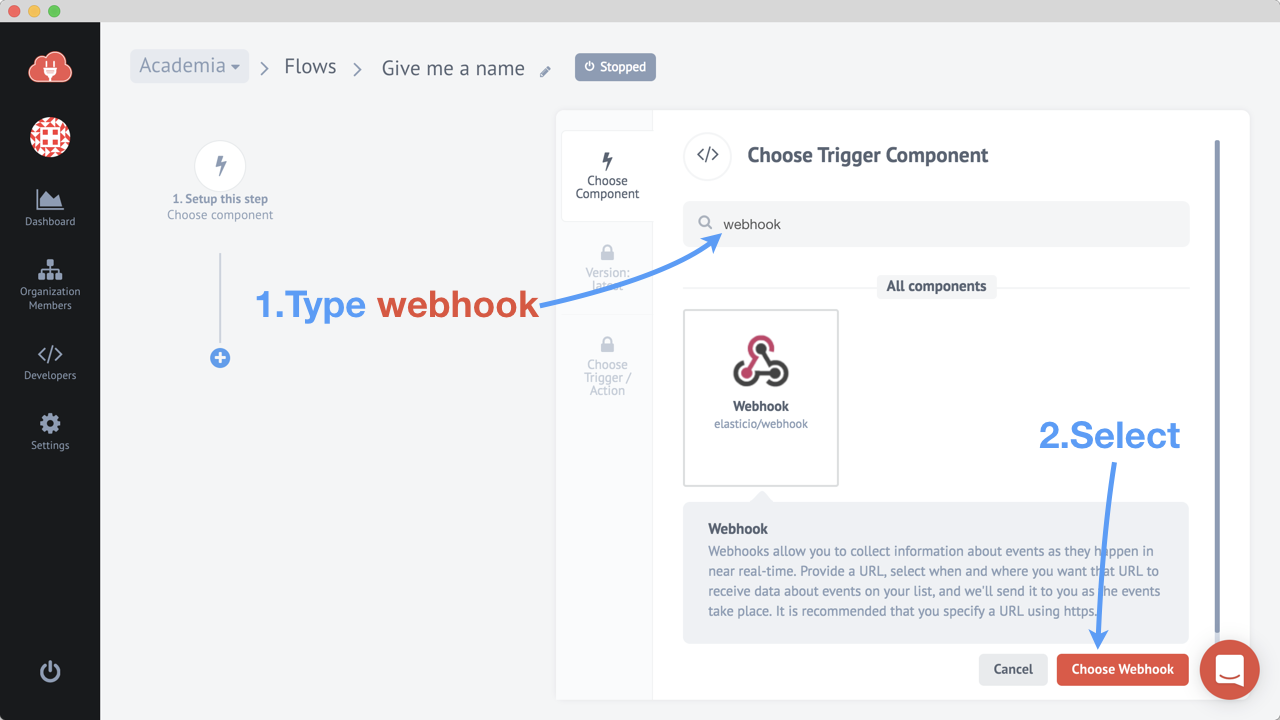 Academia
Flows
Give me a name
Stopped
Dashboard
Organization
Members
Developers
Settings
1. Setup this step
Choose component
1.Type webhook
Choose
Component
Version:
latest
Choose
Trigger /
Action
Choose Trigger Component
webhook
All components
Webhook
elasticio/webhook
2.Select
Webhook
Webhooks allow you to collect information about events as they happen in
near real-time. Provide a URL, select when and where you want that URL to
receive data about events on your list, and we'll send it to you as the events
take place. It is recommended that you specify a URL using https.
Cancel
Choose Webhook